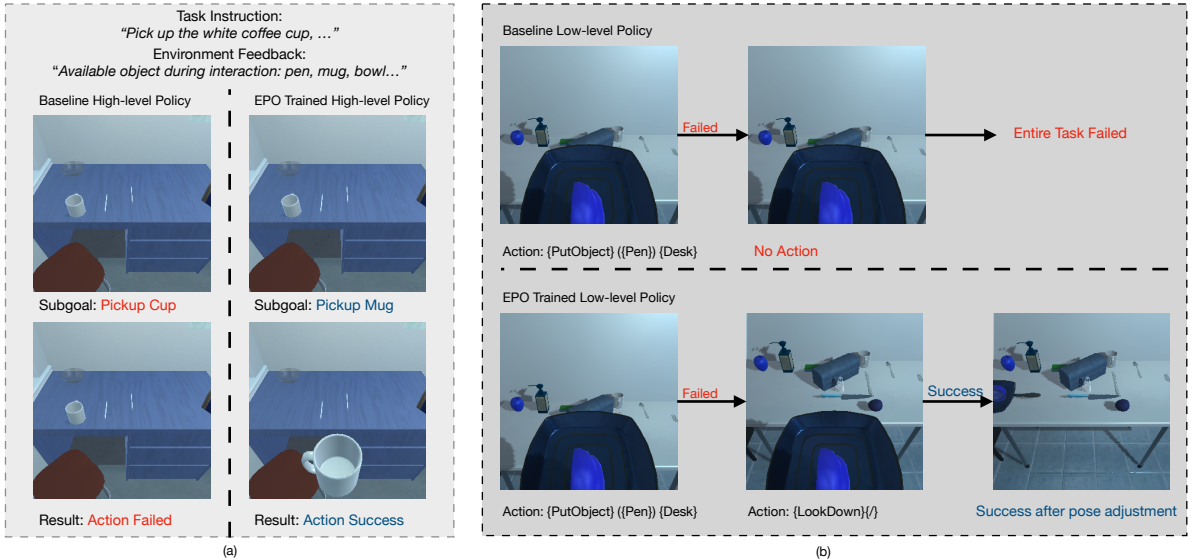 Task Instruction:
“Pick up the white coffee cup, …”
Environment Feedback:
“Available object during interaction: pen, mug, bowl…”
Baseline High-level Policy
EPO Trained High-level Policy
Subgoal: Pickup Cup
Subgoal: Pickup Mug
Result: Action Failed
Result: Action Success
(a)
Baseline Low-level Policy
Failed
Entire Task Failed
Action: {PutObject} ({Pen}) {Desk}
No Action
EPO Trained Low-level Policy
Failed
Success
Action: {PutObject} ({Pen}) {Desk}
Action: {LookDown}{/}
Success after pose adjustment
(b)